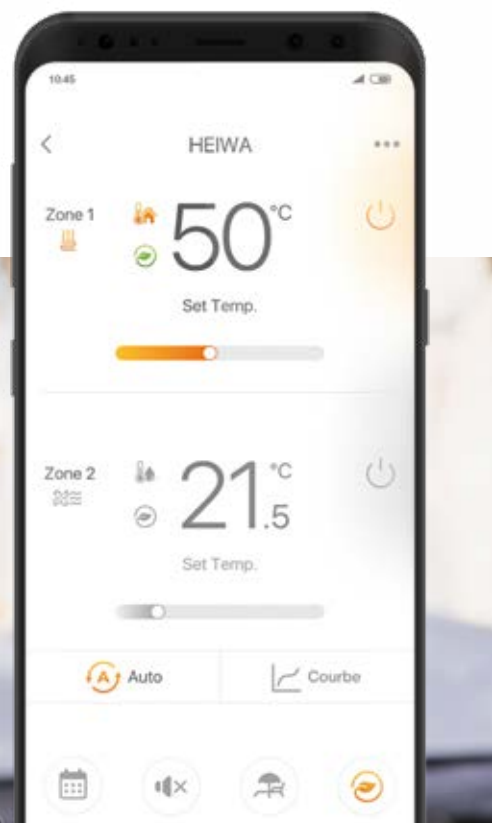 10:45
HEIWA
Zone 1
50°C
Set Temp.
Zone 2
21.5°C
Set Temp.
A Auto
Courbe